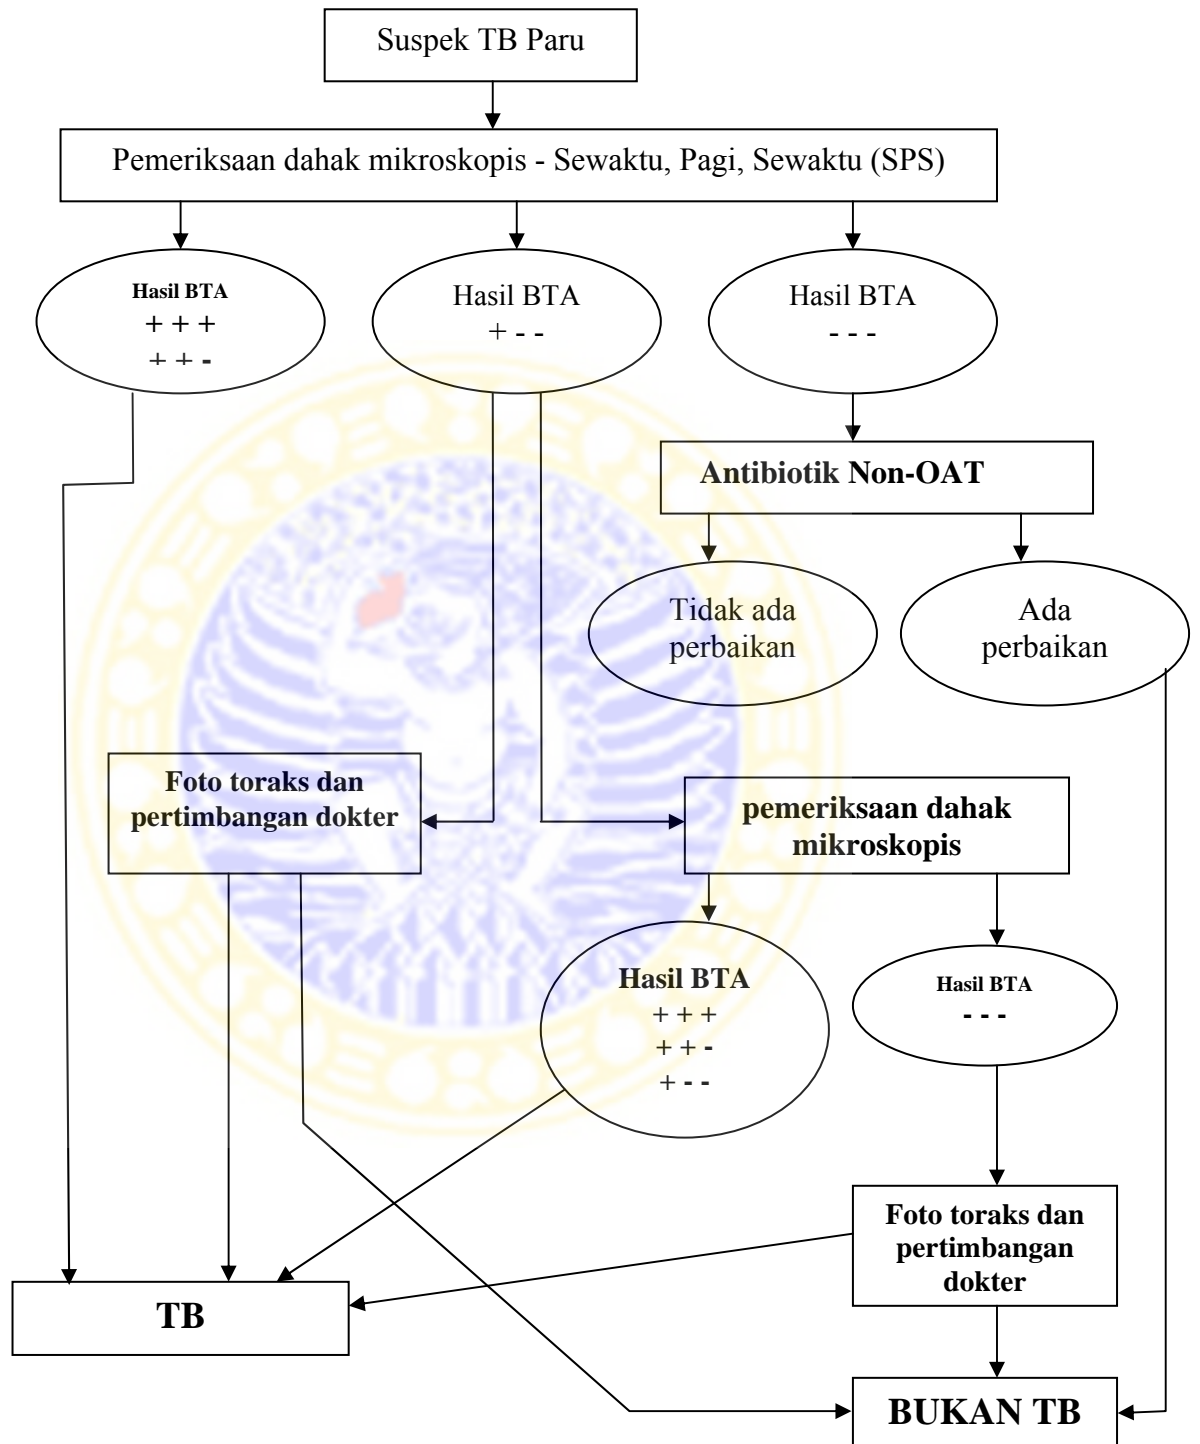 Suspek TB Paru
Pemeriksaan dahak mikroskopis - Sewaktu, Pagi, Sewaktu (SPS)
Hasil BTA
+ + +
+ + -
Hasil BTA
+ - -
Hasil BTA
- - -
Antibiotik Non-OAT
Tidak ada
perbaikan
Ada
perbaikan
Foto toraks dan
pertimbangan dokter
pemeriksaan dahak
mikroskopis
Hasil BTA
+ + +
+ + -
+ - -
Hasil BTA
- - -
Foto toraks dan
pertimbangan
dokter
TB
BUKAN TB